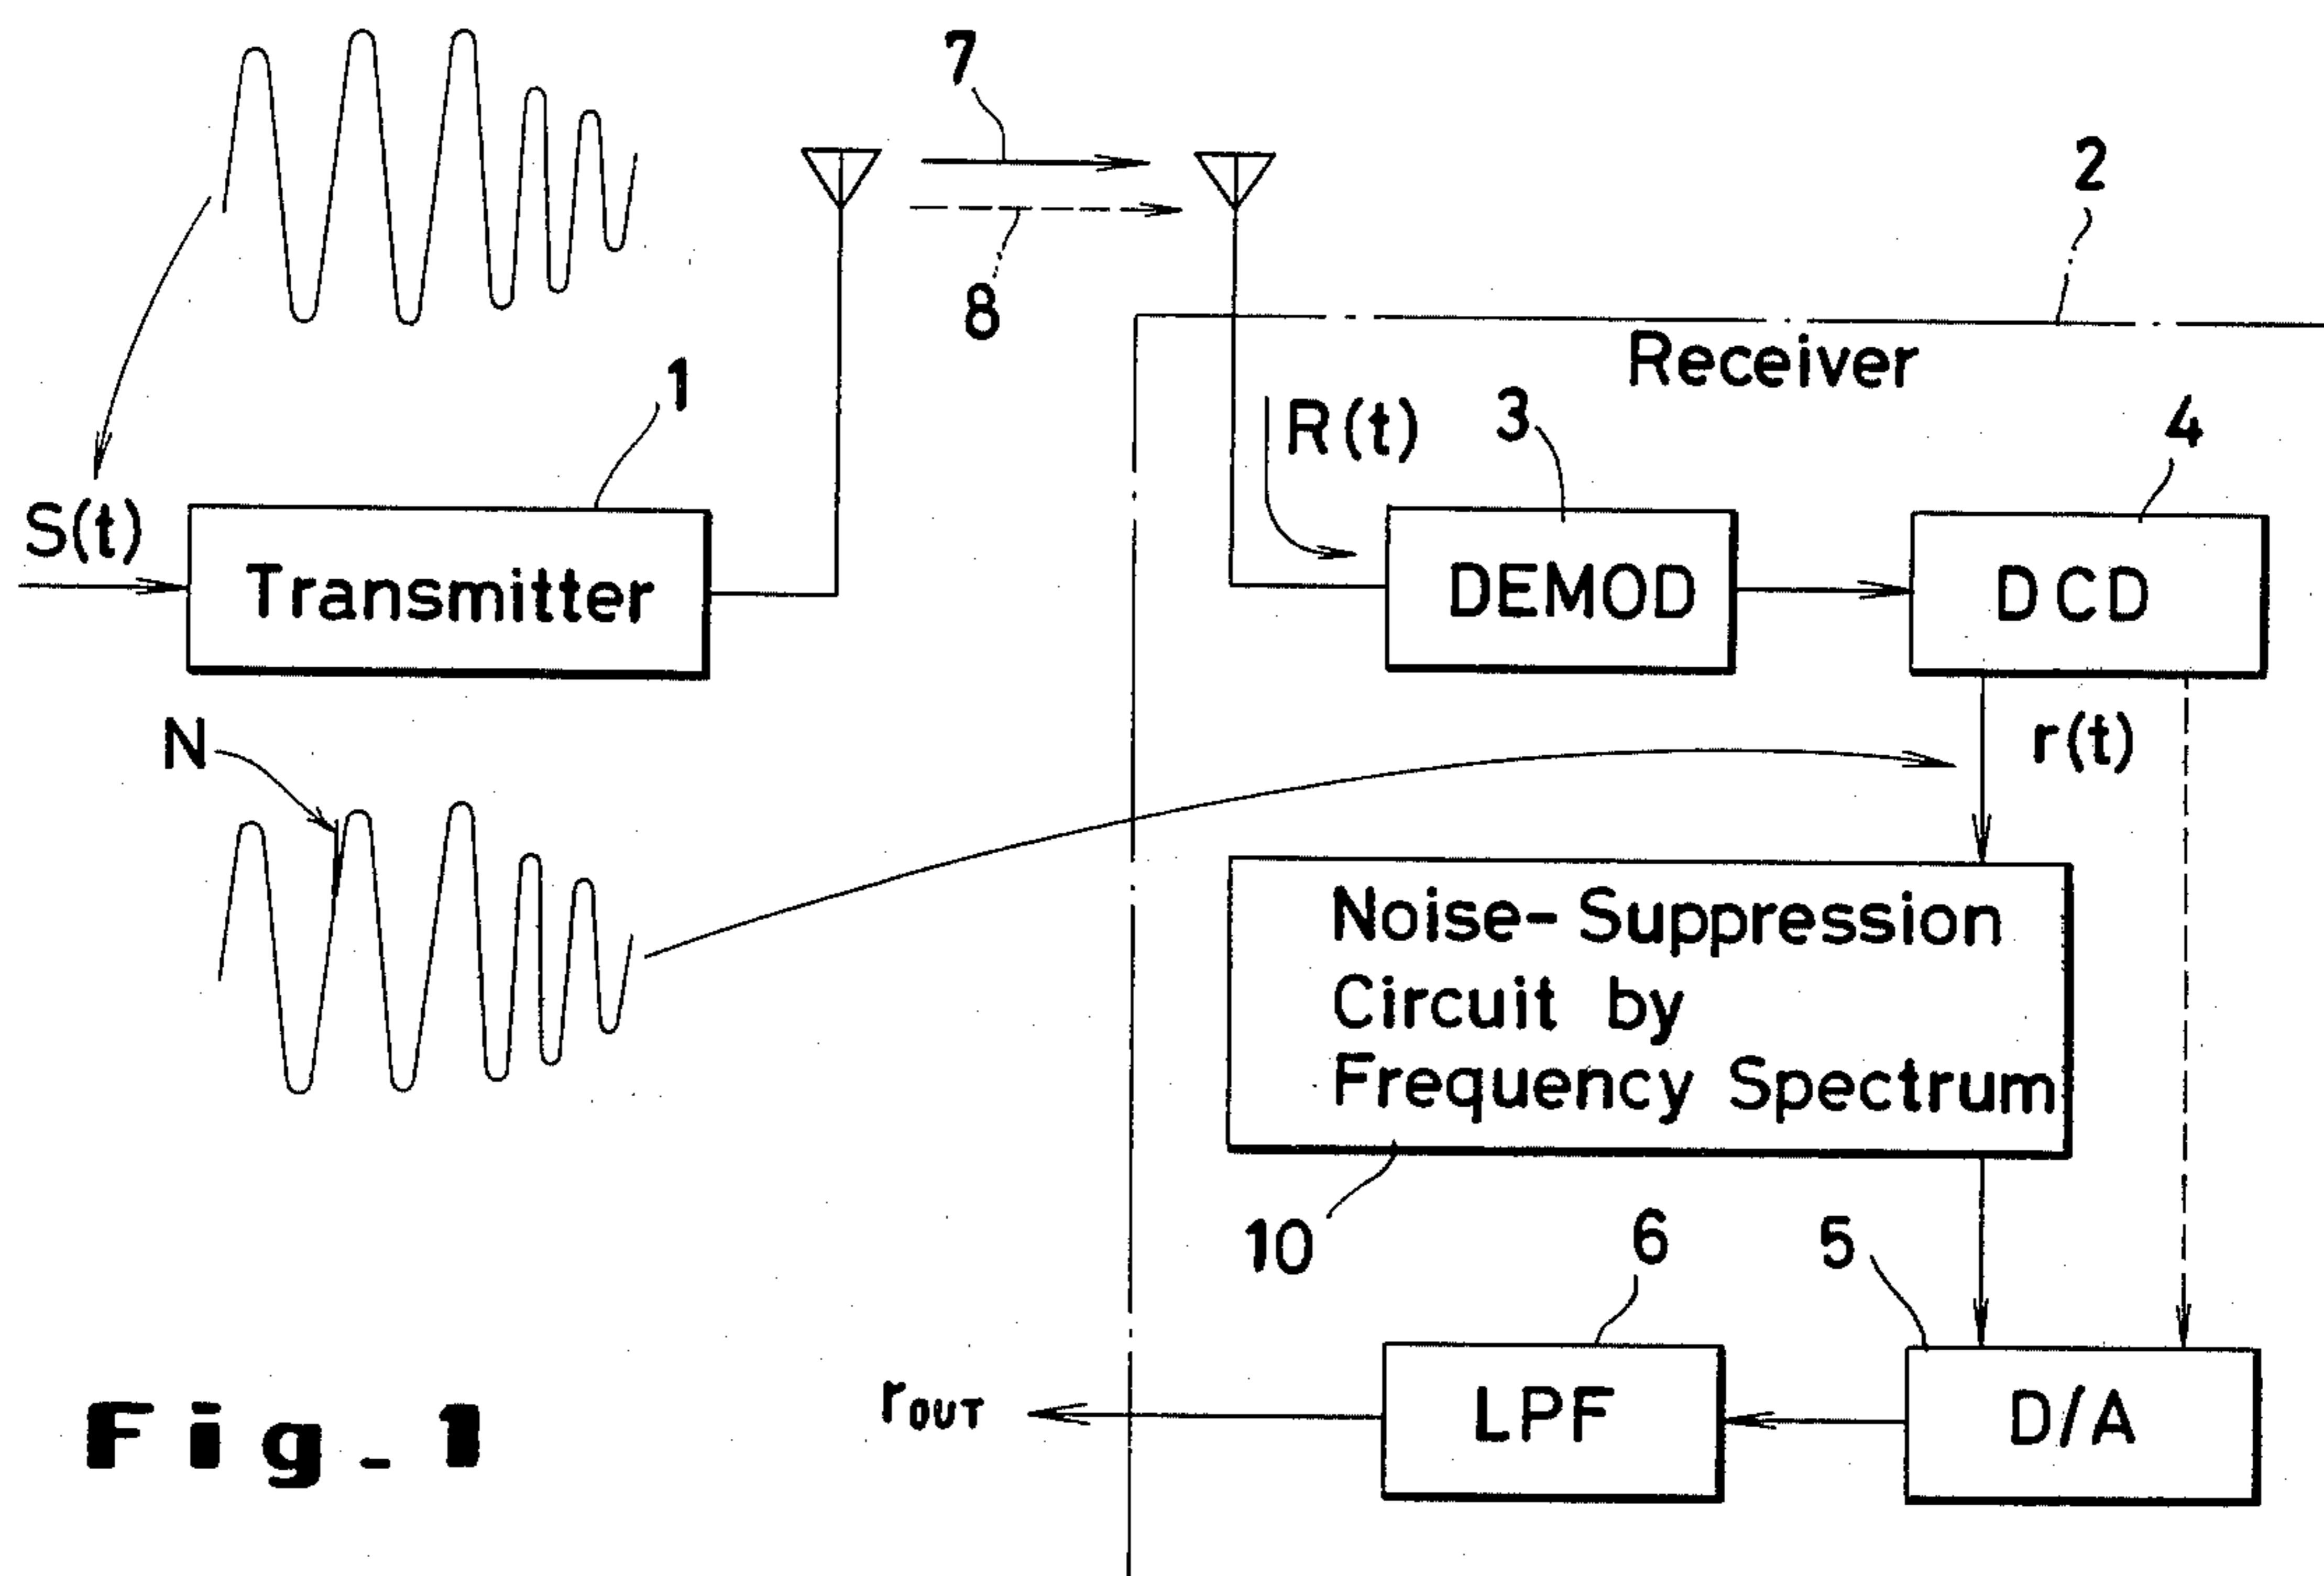 7
2
8
Receiver
1
R(t)
3
4
S(t)
Transmitter
DEMOD
DCD
N
r(t)
Noise-Suppression
Circuit by
Frequency Spectrum
10
6
5
rOUT
LPF
D/A
Fig_1